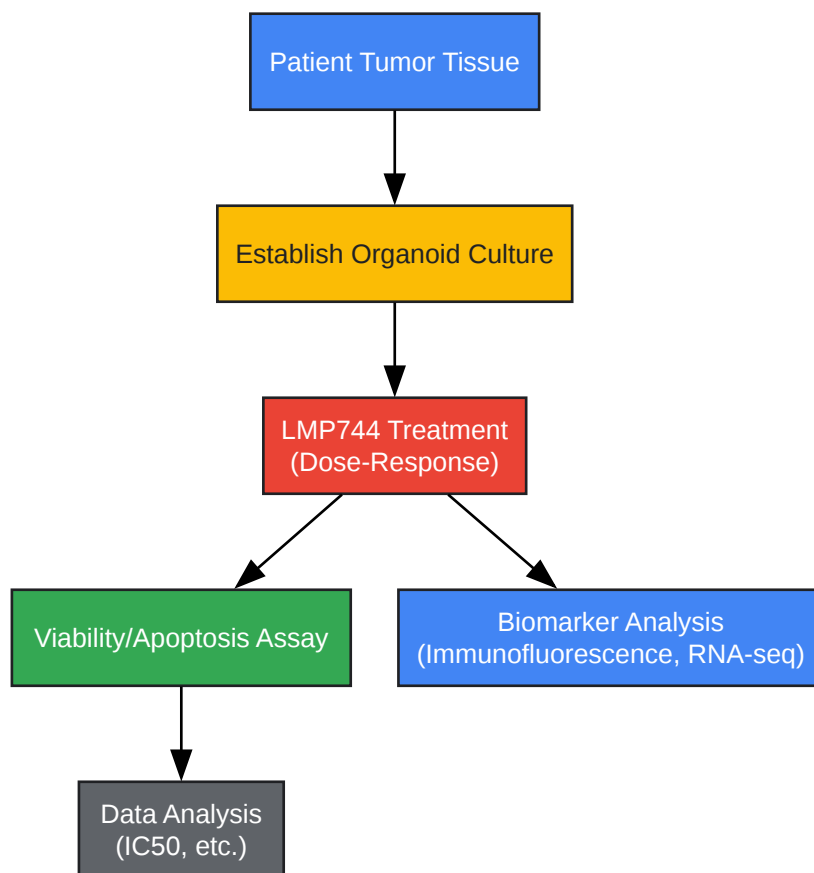 Patient Tumor Tissue
Establish Organoid Culture
LMP744 Treatment
(Dose-Response)
Viability/Apoptosis Assay
Biomarker Analysis
(Immunofluorescence, RNA-seq)
Data Analysis
(IC50, etc.)